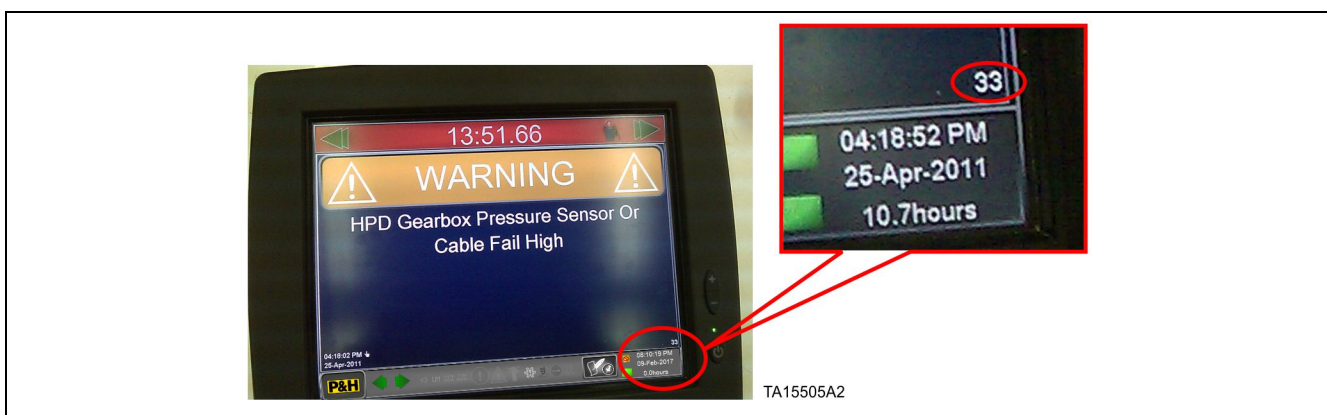 13:51.66
WARNING
HPD Gearbox Pressure Sensor Or
Cable Fail High
33
04:18:02 PM
25-Apr-2011
08:10:19 PM
09-Feb-2017
0.0hours
P&H
33
04:18:52 PM
25-Apr-2011
10.7hours
TA15505A2